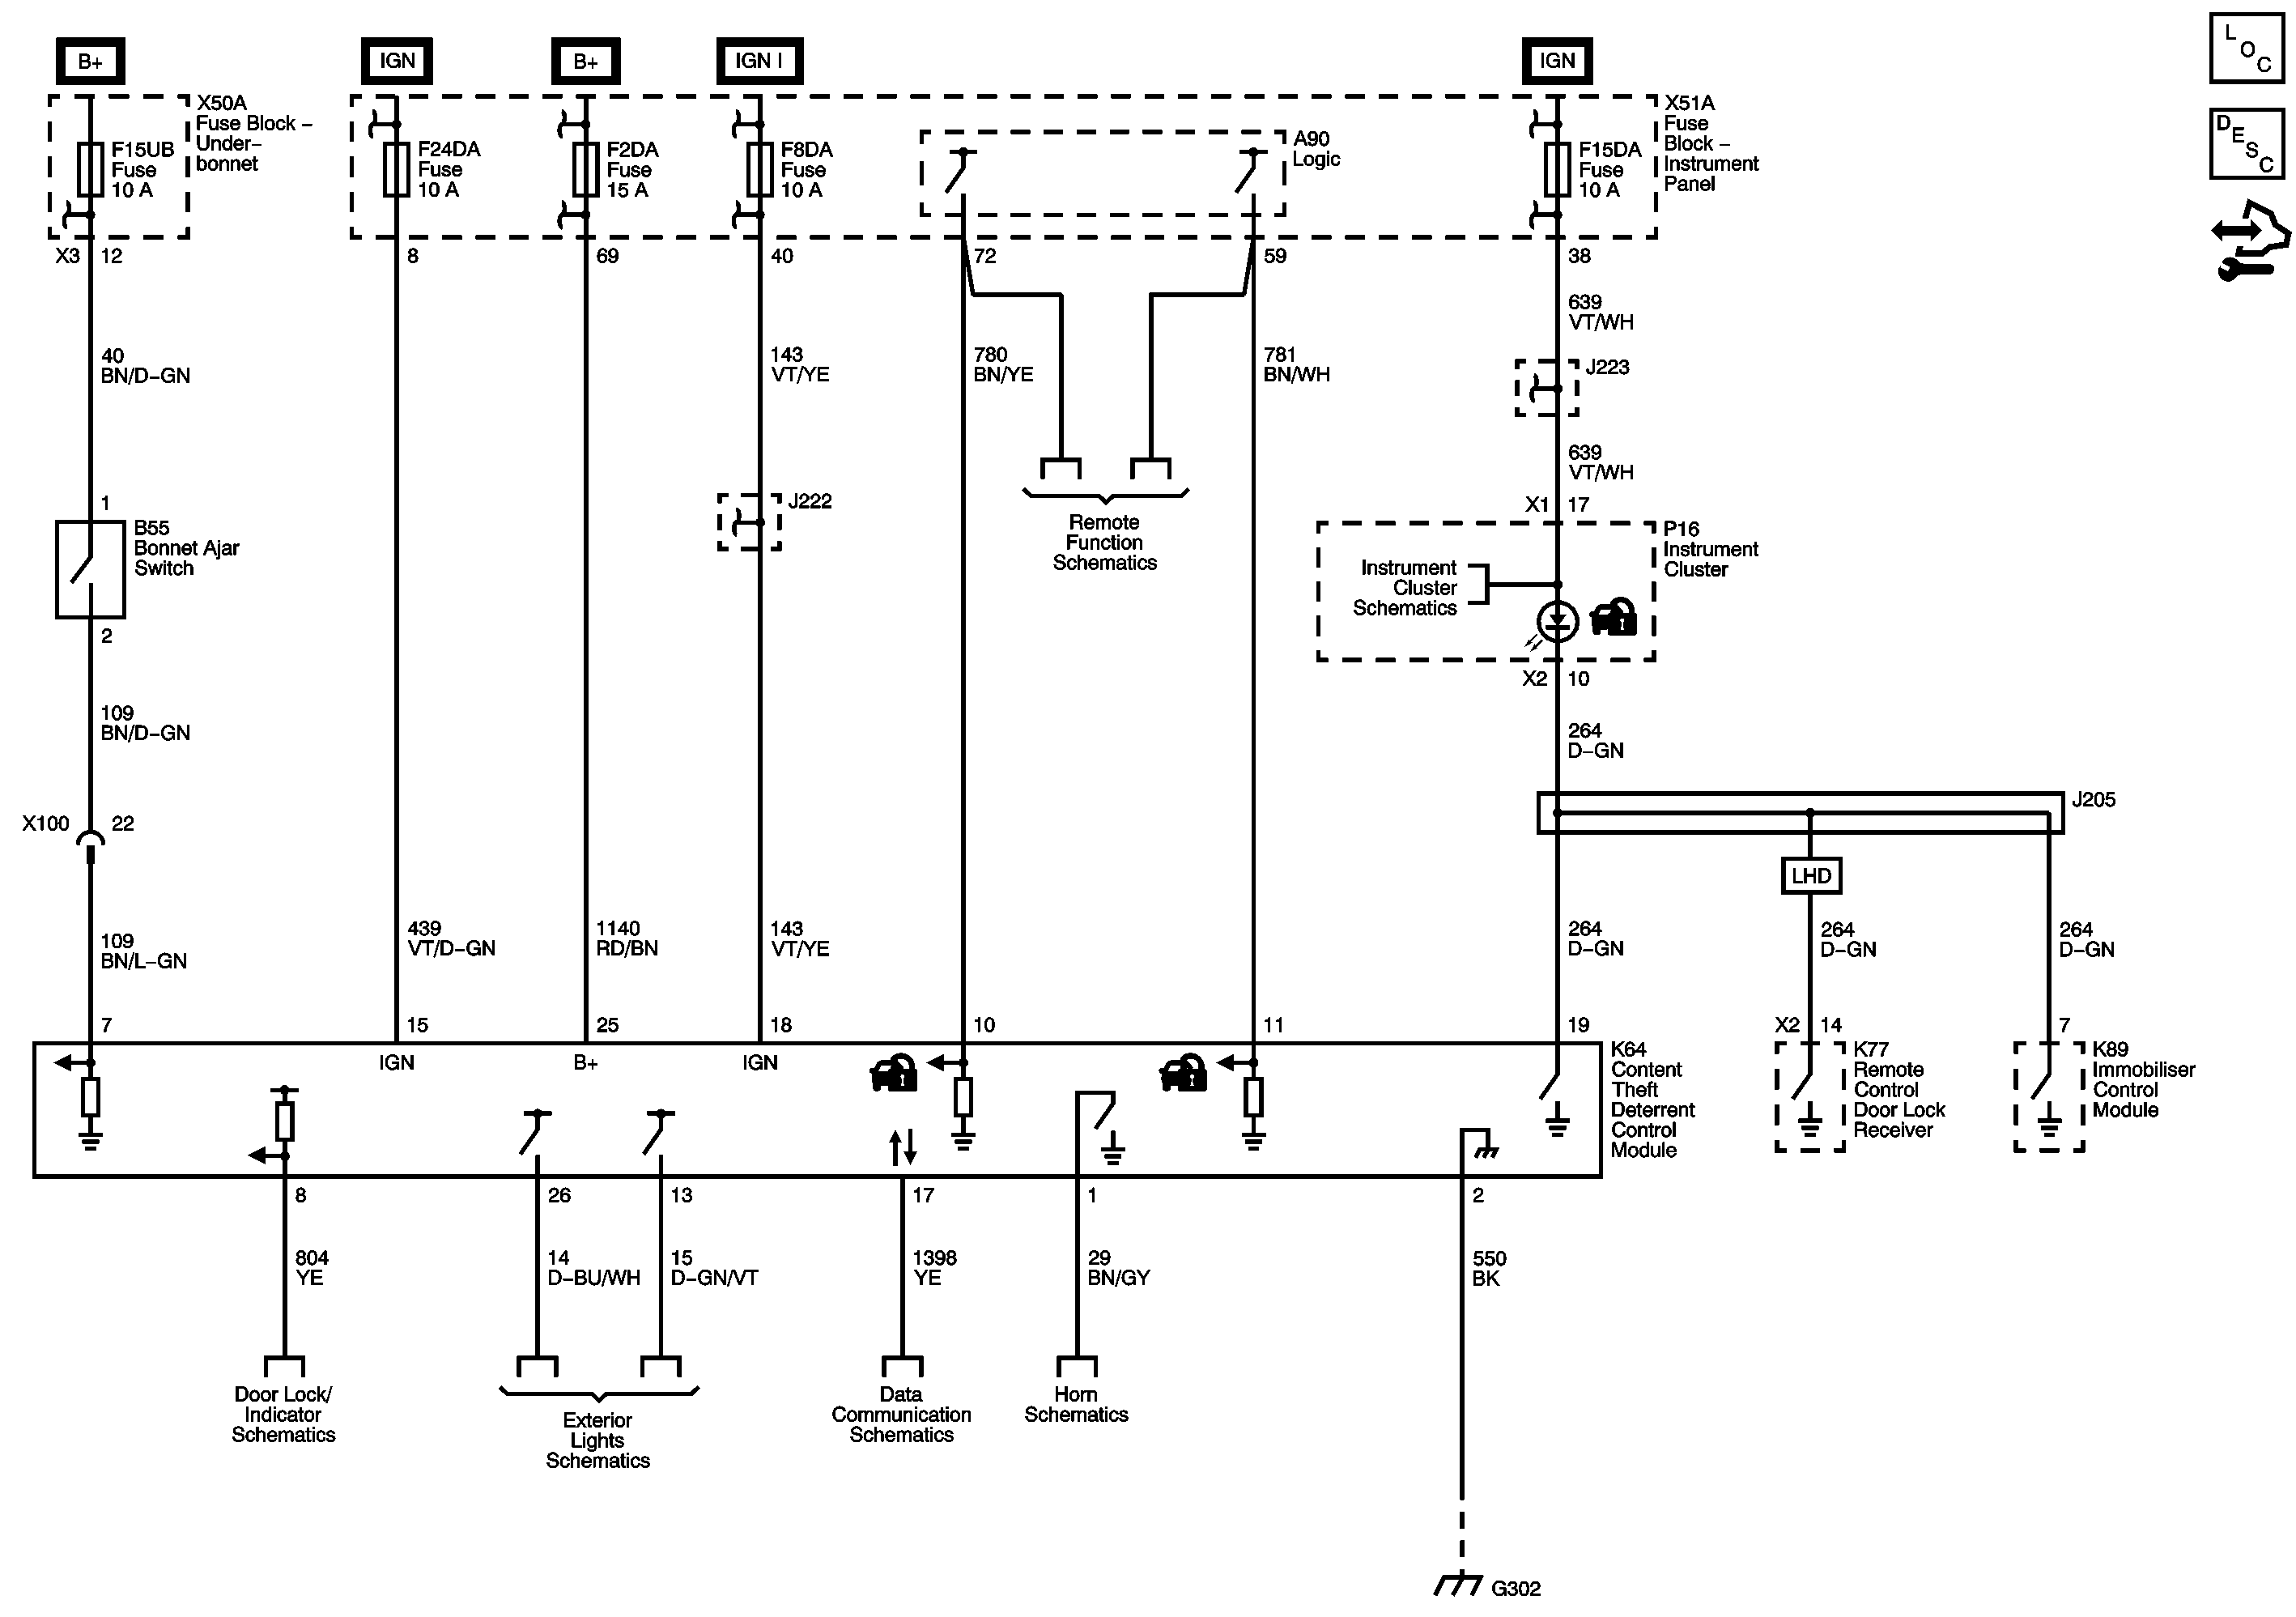 B+
IGN
B+
IGN I
IGN
L
O
C
D
E
S
C
X50A
Fuse Block –
Under–
bonnet
F15UB
Fuse
10 A
F24DA
Fuse
10 A
F2DA
Fuse
15 A
F8DA
Fuse
10 A
A90
Logic
F15DA
Fuse
10 A
X51A
Fuse
Block –
Instrument
Panel
X3 12
8
69
40
72
59
38
639
VT/WH
40
BN/D–GN
143
VT/YE
780
BN/YE
781
BN/WH
J223
639
VT/WH
1
B55
Bonnet Ajar
Switch
2
J222
Remote
Function
Schematics
X1 17
P16
Instrument
Cluster
Instrument
Cluster
Schematics
X2 10
109
BN/D–GN
264
D–GN
X100 22
J205
LHD
109
BN/L–GN
439
VT/D–GN
1140
RD/BN
143
VT/YE
264
D–GN
264
D–GN
264
D–GN
7
15
25
18
10
11
19
X2 14
7
IGN
B+
IGN
K64
Content
Theft
Deterrent
Control
Module
K77
Remote
Control
Door Lock
Receiver
K89
Immobiliser
Control
Module
8
26
13
17
1
2
804
YE
14
D–BU/WH
15
D–GN/VT
1398
YE
29
BN/GY
550
BK
Door Lock/
Indicator
Schematics
Exterior
Lights
Schematics
Data
Communication
Schematics
Horn
Schematics
G302